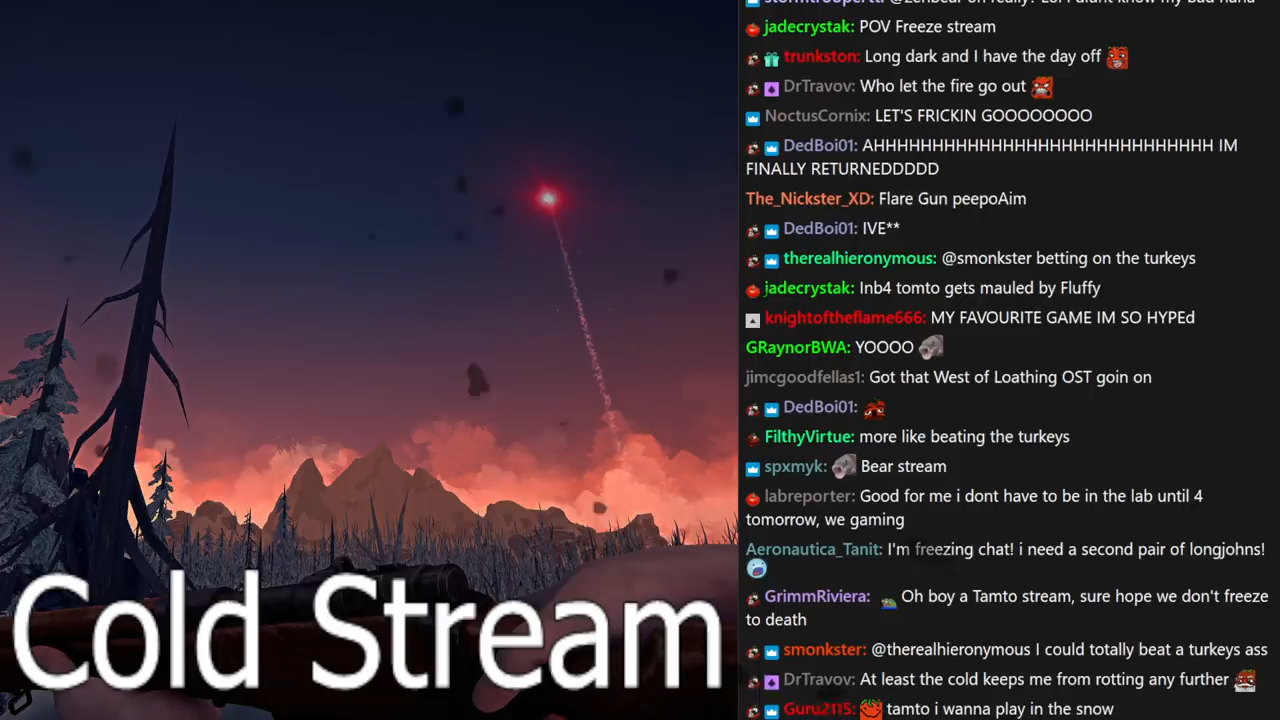 jadecrystak: POV Freeze stream
trunkston: Long dark and I have the day off
DrTravov: Who let the fire go out
NoctusCornix: LET'S FRICKIN GOOOOOOOO
DedBoi01: AHHHHHHHHHHHHHHHHHHHHHHHHHHHH IM
FINALLY RETURNEDDDDD
The_Nickster_XD: Flare Gun peepoAim
DedBoi01: IVE**
therealhieronymous: @smonkster betting on the turkeys
jadecrystak: Inb4 tomto gets mauled by Fluffy
knightoftheflame666: MY FAVOURITE GAME IM SO HYPEd
GRaynorBWA: YOOOO
jimcgoodfellas1: Got that West of Loathing OST goin on
DedBoi01:
FilthyVirtue: more like beating the turkeys
spxmyk: Bear stream
labreporter: Good for me i dont have to be in the lab until 4
tomorrow, we gaming
Aeronautica_Tanit: I'm freezing chat! i need a second pair of longjohns!
GrimmRiviera: Oh boy a Tamto stream, sure hope we don't freeze
to death
smonkster: @therealhieronymous I could totally beat a turkeys ass
DrTravov: At least the cold keeps me from rotting any further
Guru2115: tamto i wanna play in the snow
Cold Stream